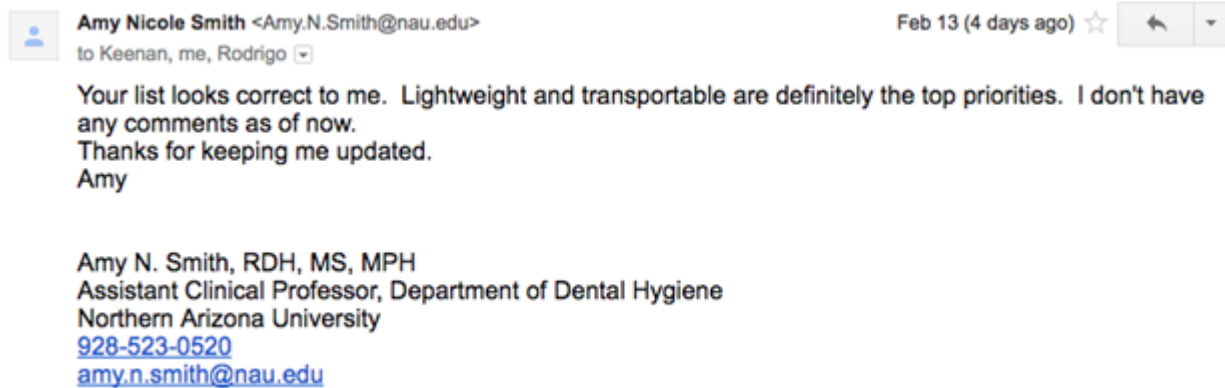 Amy Nicole Smith <Amy.N.Smith@nau.edu> Feb 13 (4 days ago)
to Keenan, me, Rodrigo
Your list looks correct to me.  Lightweight and transportable are definitely the top priorities.  I don't have
any comments as of now.
Thanks for keeping me updated.
Amy
Amy N. Smith, RDH, MS, MPH
Assistant Clinical Professor, Department of Dental Hygiene
Northern Arizona University
928-523-0520
amy.n.smith@nau.edu